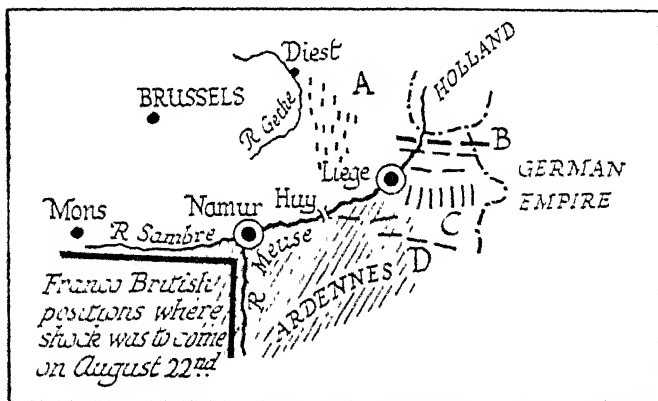 Diest
A
HOLLAND
BRUSSELS
R Geche
B
Liege
GERMAN
EMPIRE
Huy
Namur
Mons
C
R Sambre
R Meuse
D
ARDENNES
Franco British
positions where
shock was to come
on August 22nd